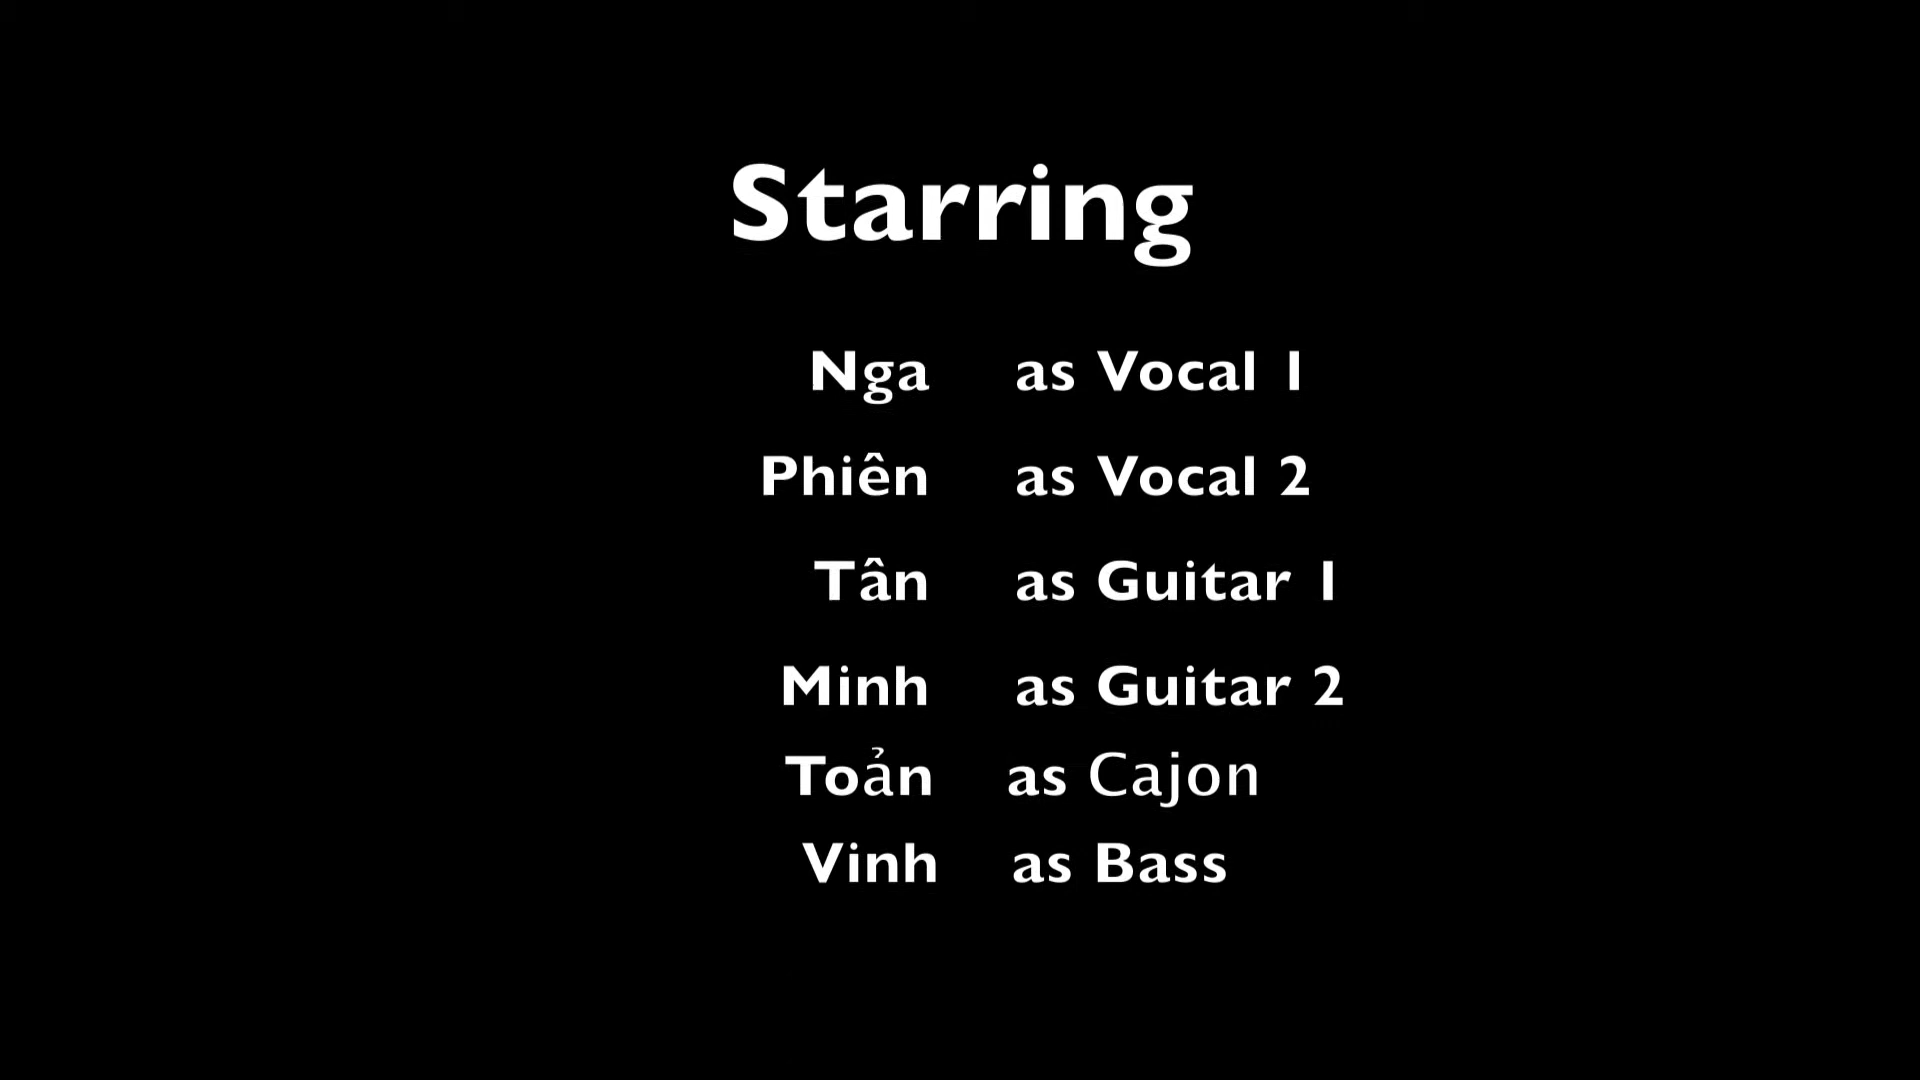 Starring
Nga as Vocal 1
Phiên as Vocal 2
Tân as Guitar 1
Minh as Guitar 2
Toản as Cajon
Vinh as Bass